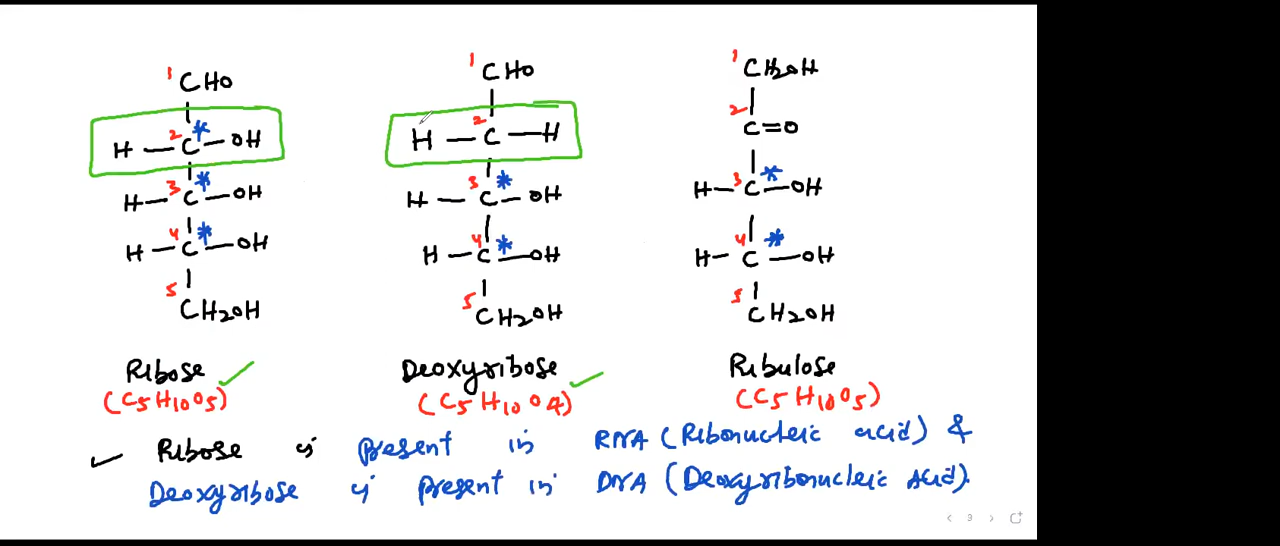 1 CHO
H — 2 C* — OH
H — 3 C* — OH
H — 4 C* — OH
5 CH2OH
Ribose
(C5H10O5)
1 CHO
H — 2 C — H
H — 3 C* — OH
H — 4 C* — OH
5 CH2OH
Deoxyribose
(C5H10O4)
1 CH2OH
2 C=O
H — 3 C* — OH
H — 4 C* — OH
5 CH2OH
Ribulose
(C5H10O5)
✓ Ribose is present in RNA (Ribonucleic acid) &
Deoxyribose is present in DNA (Deoxyribonucleic Acid).
< 9 >